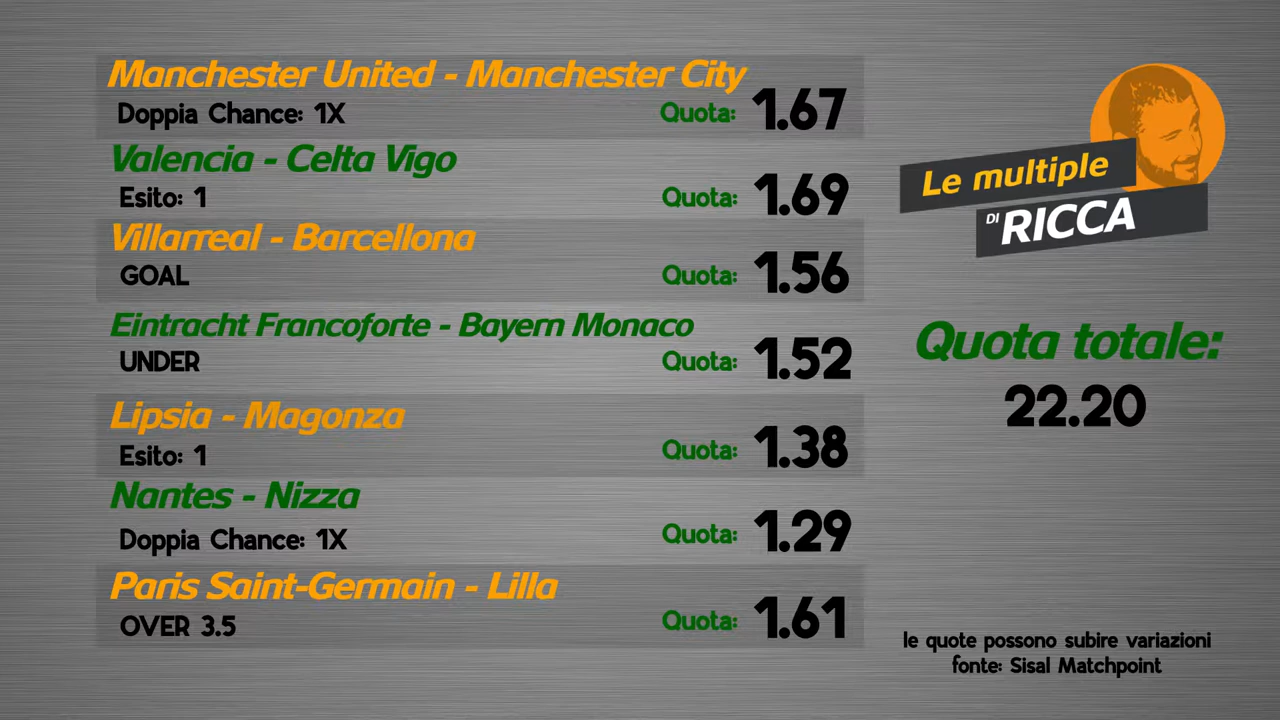 Manchester United - Manchester City
Doppia Chance: 1X Quota: 1.67
Valencia - Celta Vigo
Esito: 1 Quota: 1.69
Villarreal - Barcellona
GOAL Quota: 1.56
Eintracht Francoforte - Bayern Monaco
UNDER Quota: 1.52
Lipsia - Magonza
Esito: 1 Quota: 1.38
Nantes - Nizza
Doppia Chance: 1X Quota: 1.29
Paris Saint-Germain - Lilla
OVER 3.5 Quota: 1.61
Le multiple
DI RICCA
Quota totale:
22.20
le quote possono subire variazioni
fonte: Sisal Matchpoint